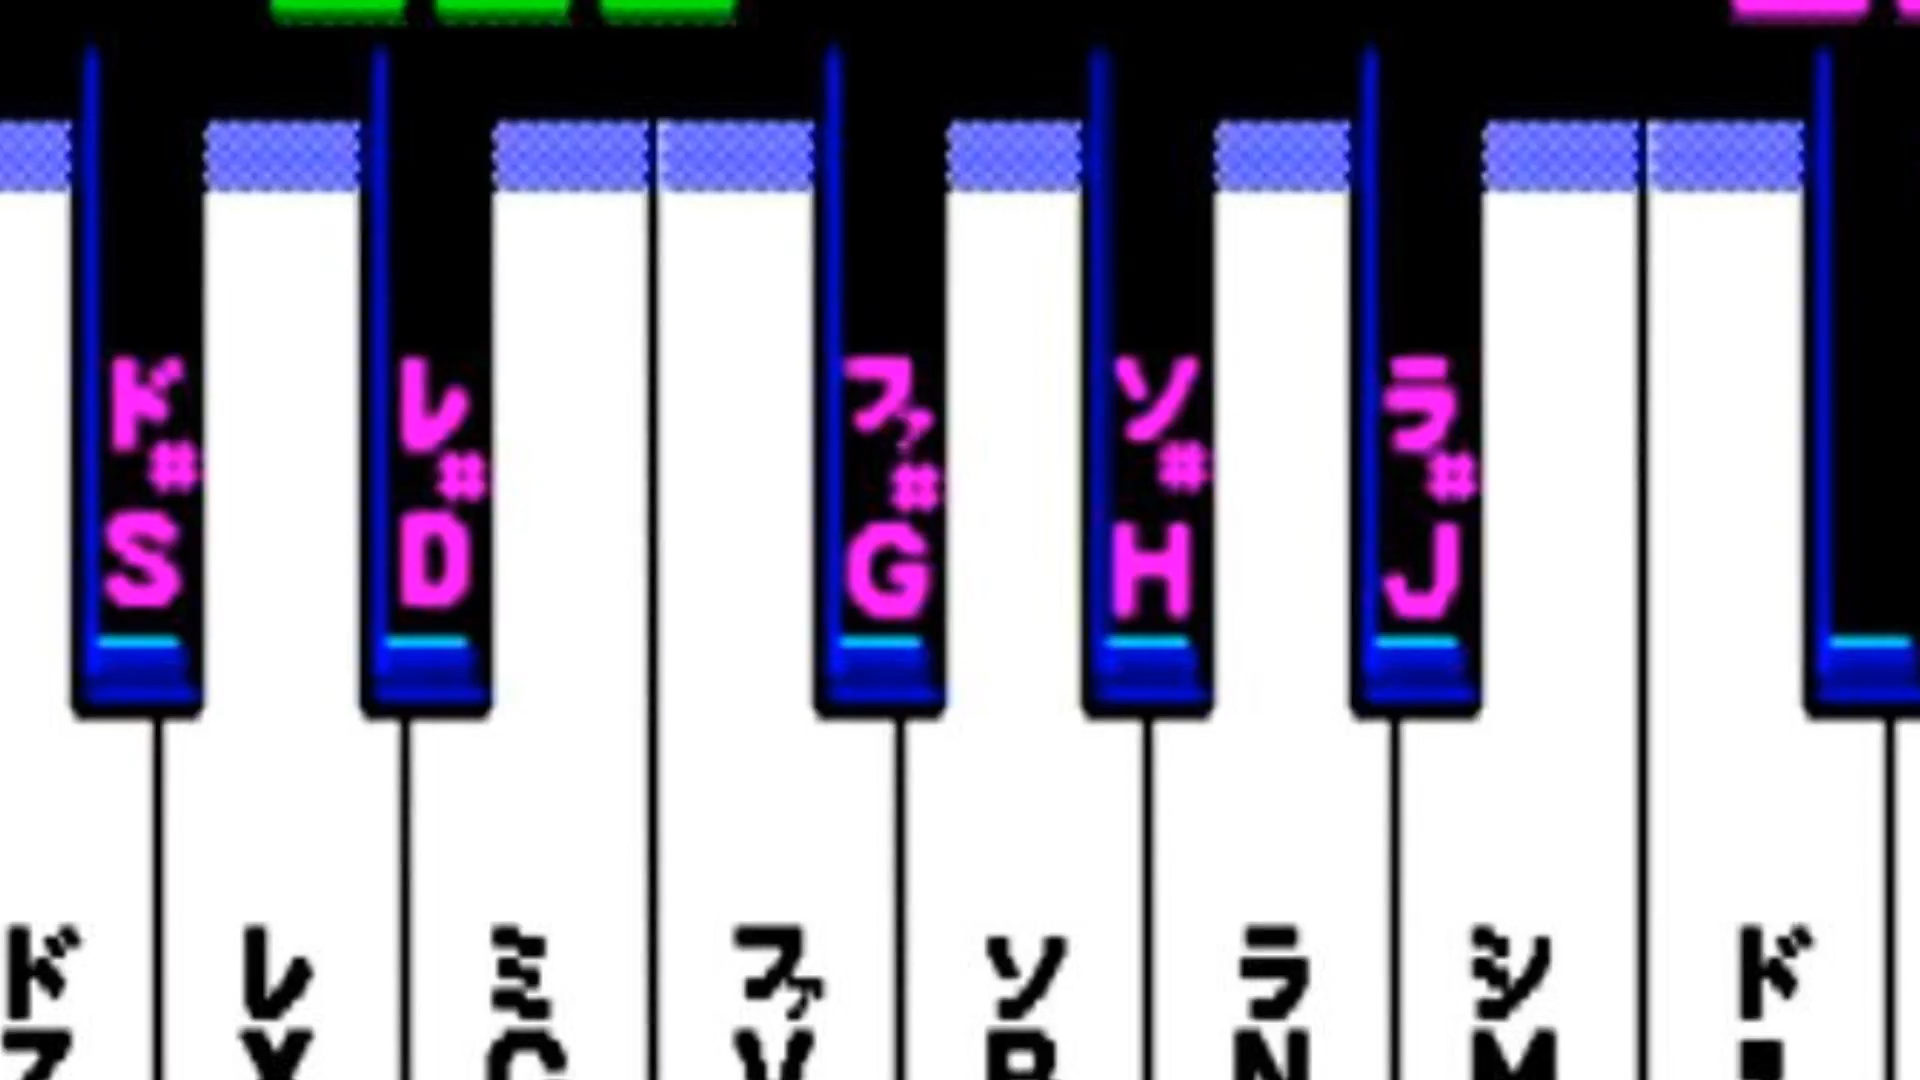 ド# レ# ファ# ソ# ラ#
S D G H J
ド レ ミ ファ ソ ラ シ ド
Z X C V B N M